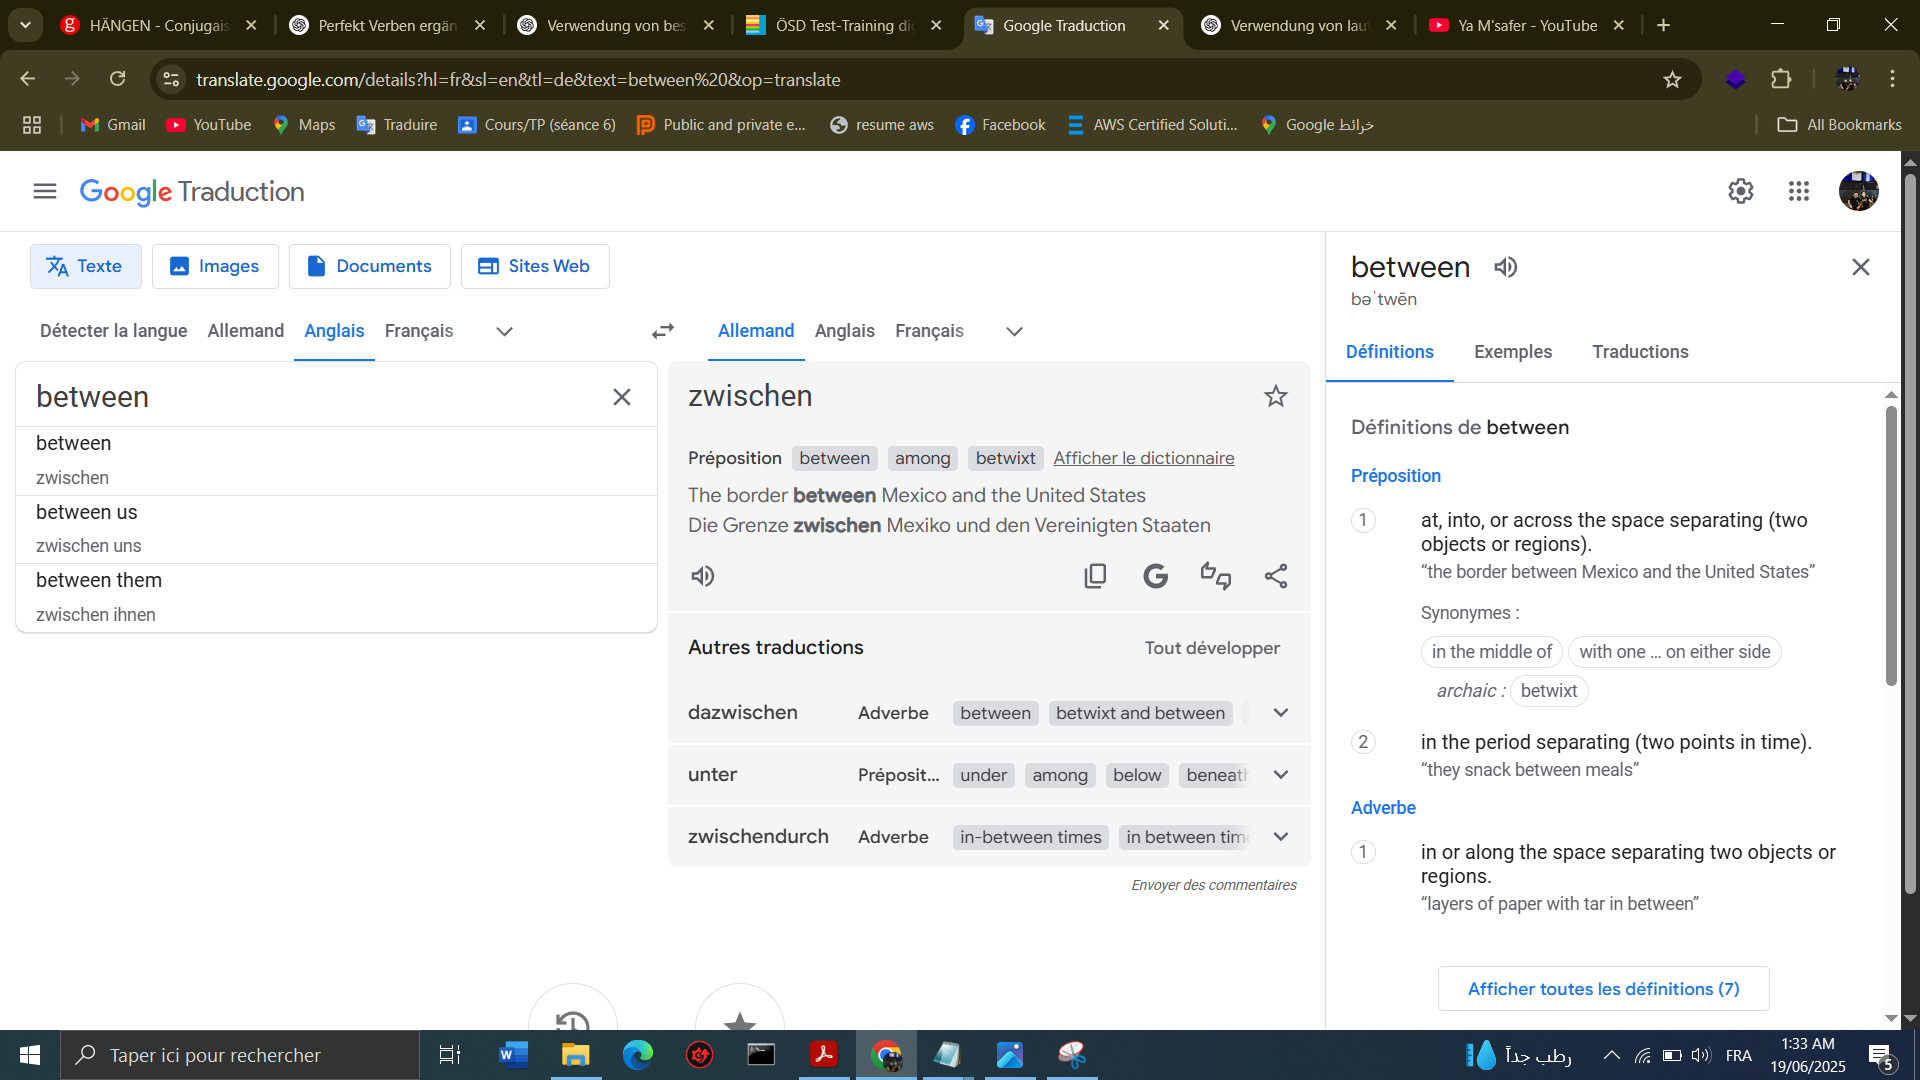 HÄNGEN - Conjugais
Perfekt Verben ergän
Verwendung von bes
ÖSD Test-Training di
Google Traduction
Verwendung von lau
Ya M'safer - YouTube
translate.google.com/details?hl=fr&sl=en&tl=de&text=between%20&op=translate
Gmail
YouTube
Maps
Traduire
Cours/TP (séance 6)
Public and private e...
resume aws
Facebook
AWS Certified Soluti...
خرائط Google
All Bookmarks
Google Traduction
Texte
Images
Documents
Sites Web
Détecter la langue Allemand Anglais Français
Allemand Anglais Français
between
between
zwischen
between us
zwischen uns
between them
zwischen ihnen
zwischen
Préposition between among betwixt Afficher le dictionnaire
The border between Mexico and the United States
Die Grenze zwischen Mexiko und den Vereinigten Staaten
Autres traductions Tout développer
dazwischen Adverbe between betwixt and between
unter Préposit... under among below beneath
zwischendurch Adverbe in-between times in between time
Envoyer des commentaires
between
bəˈtwēn
Définitions Exemples Traductions
Définitions de between
Préposition
1 at, into, or across the space separating (two
objects or regions).
“the border between Mexico and the United States”
Synonymes :
in the middle of with one ... on either side
archaic : betwixt
2 in the period separating (two points in time).
“they snack between meals”
Adverbe
1 in or along the space separating two objects or
regions.
“layers of paper with tar in between”
Afficher toutes les définitions (7)
Taper ici pour rechercher
رطب جداً
FRA
1:33 AM
19/06/2025
5